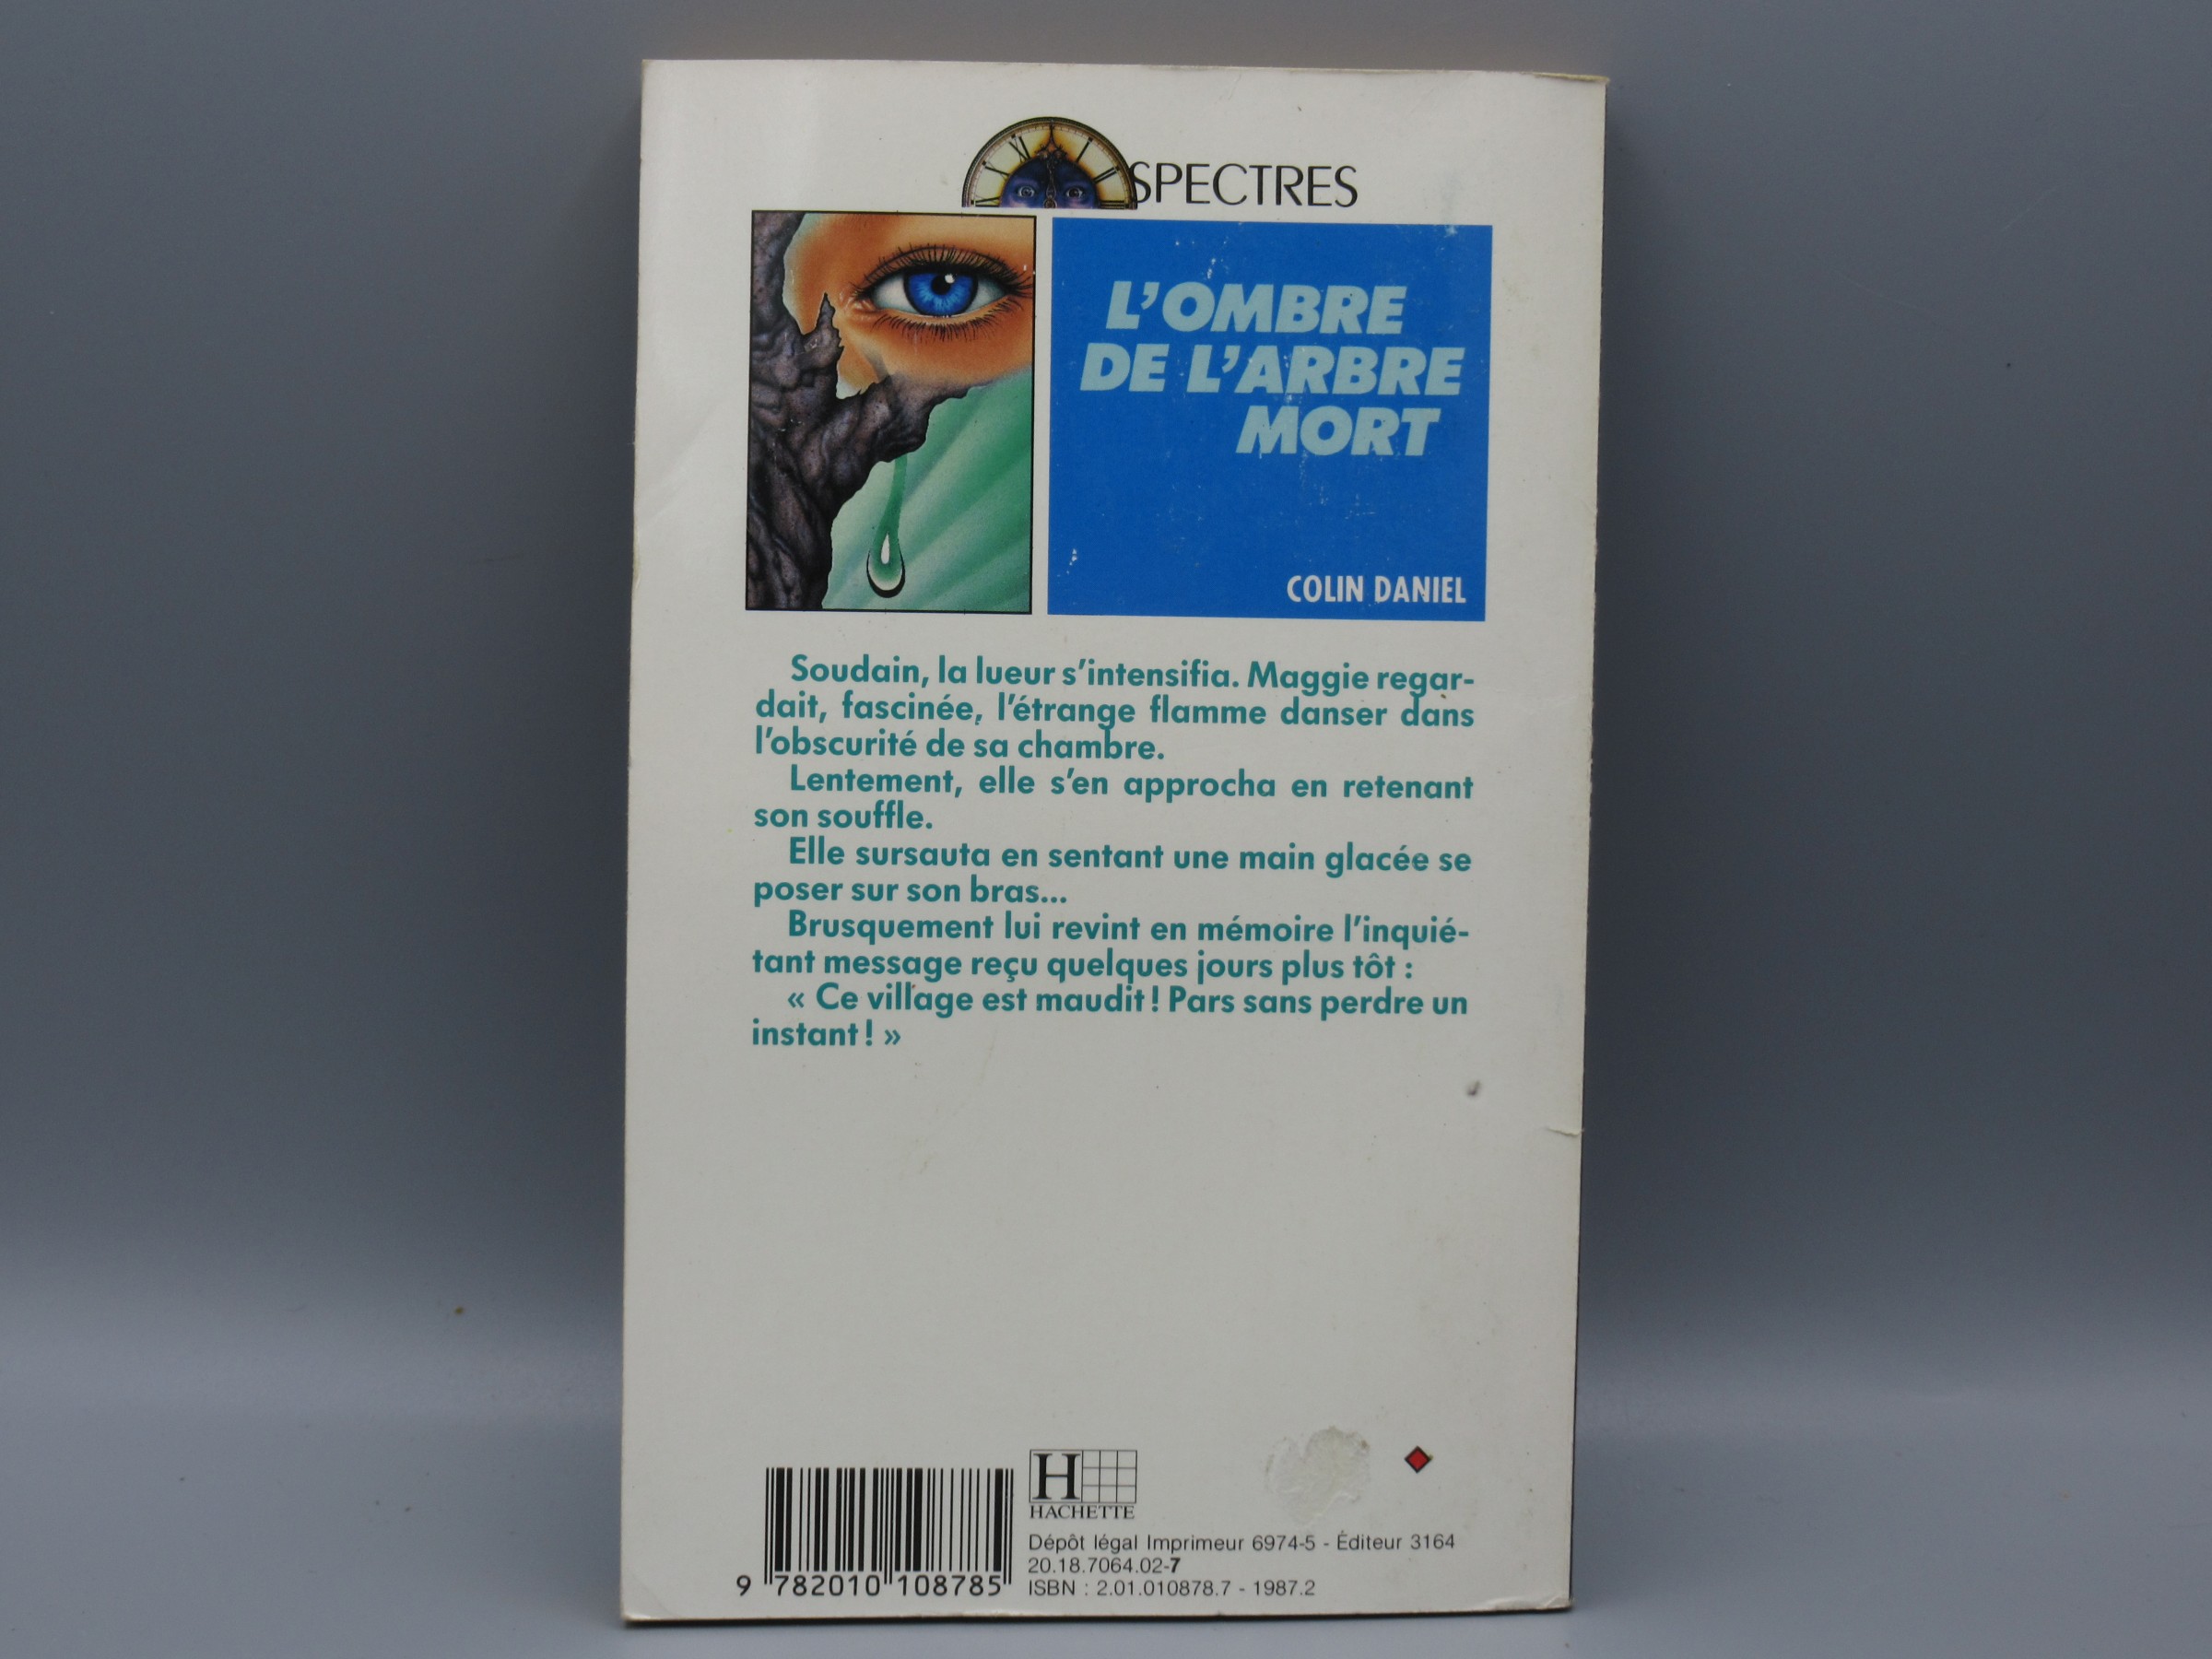 SPECTRES
L'OMBRE
DE L'ARBRE
MORT
COLIN DANIEL
Soudain, la lueur s'intensifia. Maggie regar-
dait, fascinée, l'étrange flamme danser dans
l'obscurité de sa chambre.
Lentement, elle s'en approcha en retenant
son souffle.
Elle sursauta en sentant une main glacée se
poser sur son bras...
Brusquement lui revint en mémoire l'inquié-
tant message reçu quelques jours plus tôt :
« Ce village est maudit ! Pars sans perdre un
instant ! »
H
HACHETTE
Dépôt légal Imprimeur 6974-5 - Éditeur 3164
20.18.7064.02-7
ISBN : 2.01.010878.7 - 1987.2
9 782010 108785